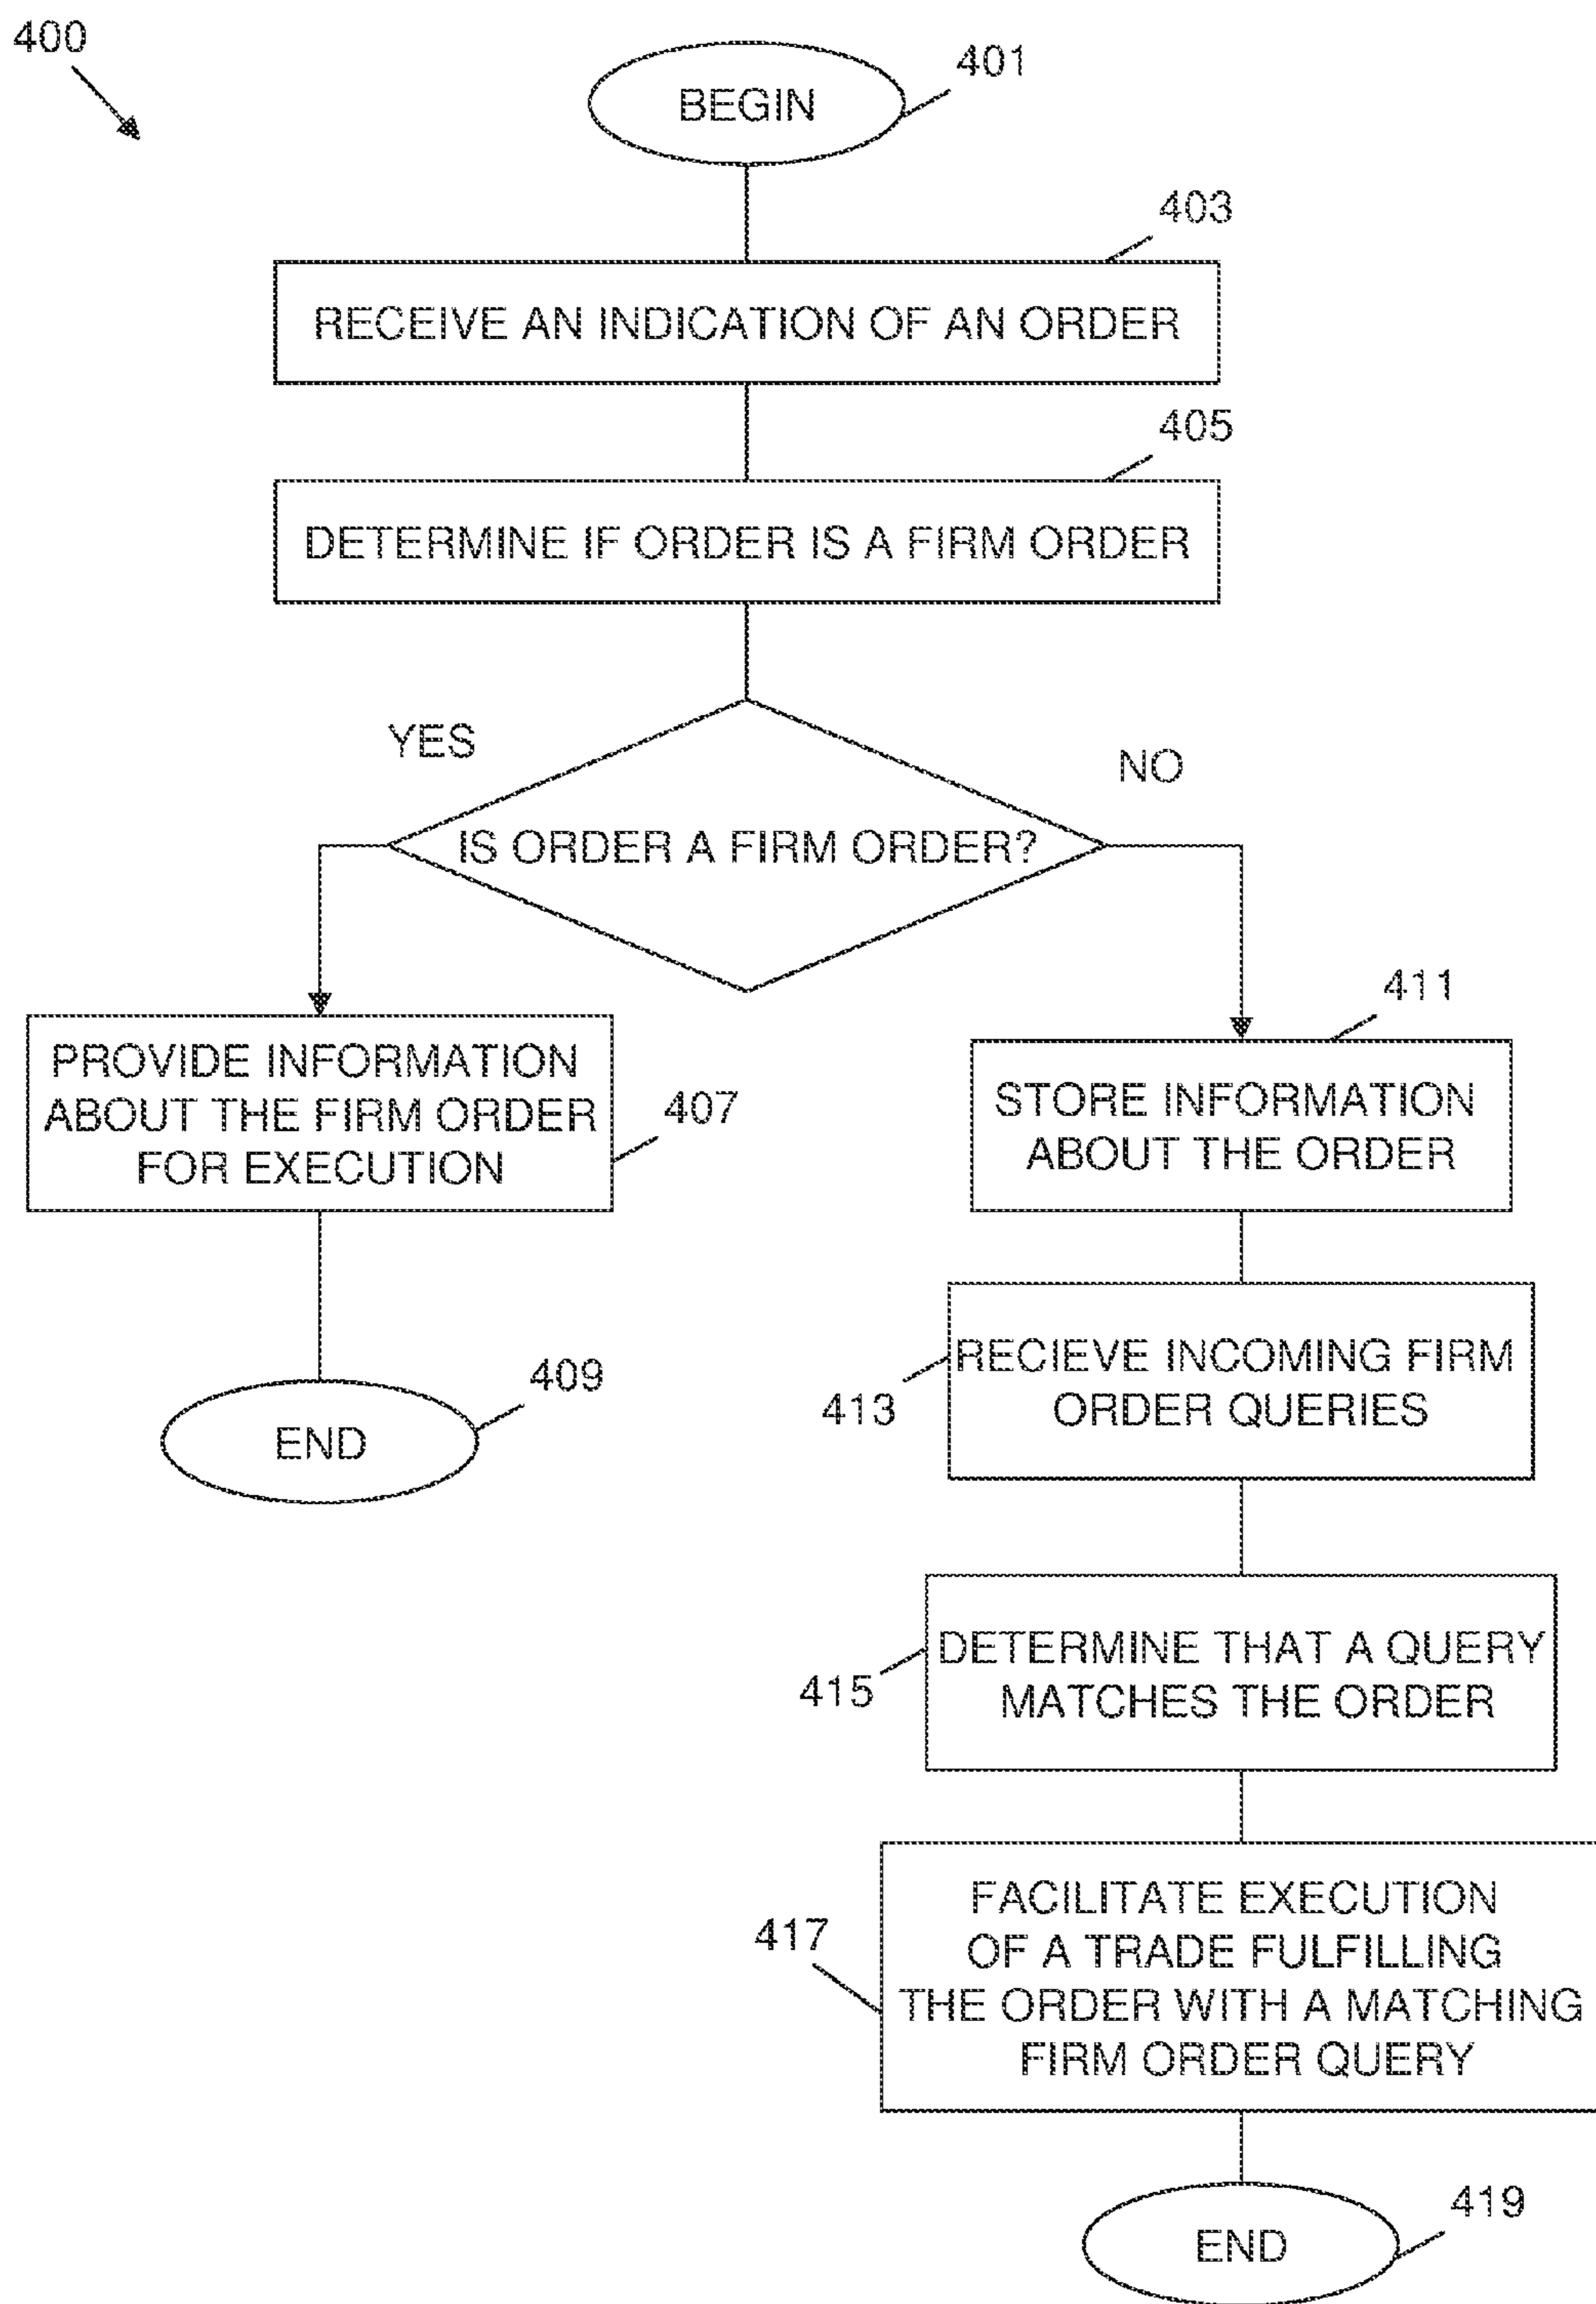 400
BEGIN
401
403
RECEIVE AN INDICATION OF AN ORDER
405
DETERMINE IF ORDER IS A FIRM ORDER
YES
NO
IS ORDER A FIRM ORDER?
PROVIDE INFORMATION
ABOUT THE FIRM ORDER
FOR EXECUTION
407
409
END
411
STORE INFORMATION
ABOUT THE ORDER
RECIEVE INCOMING FIRM
ORDER QUERIES
413
DETERMINE THAT A QUERY
MATCHES THE ORDER
415
FACILITATE EXECUTION
OF A TRADE FULFILLING
THE ORDER WITH A MATCHING
FIRM ORDER QUERY
417
419
END